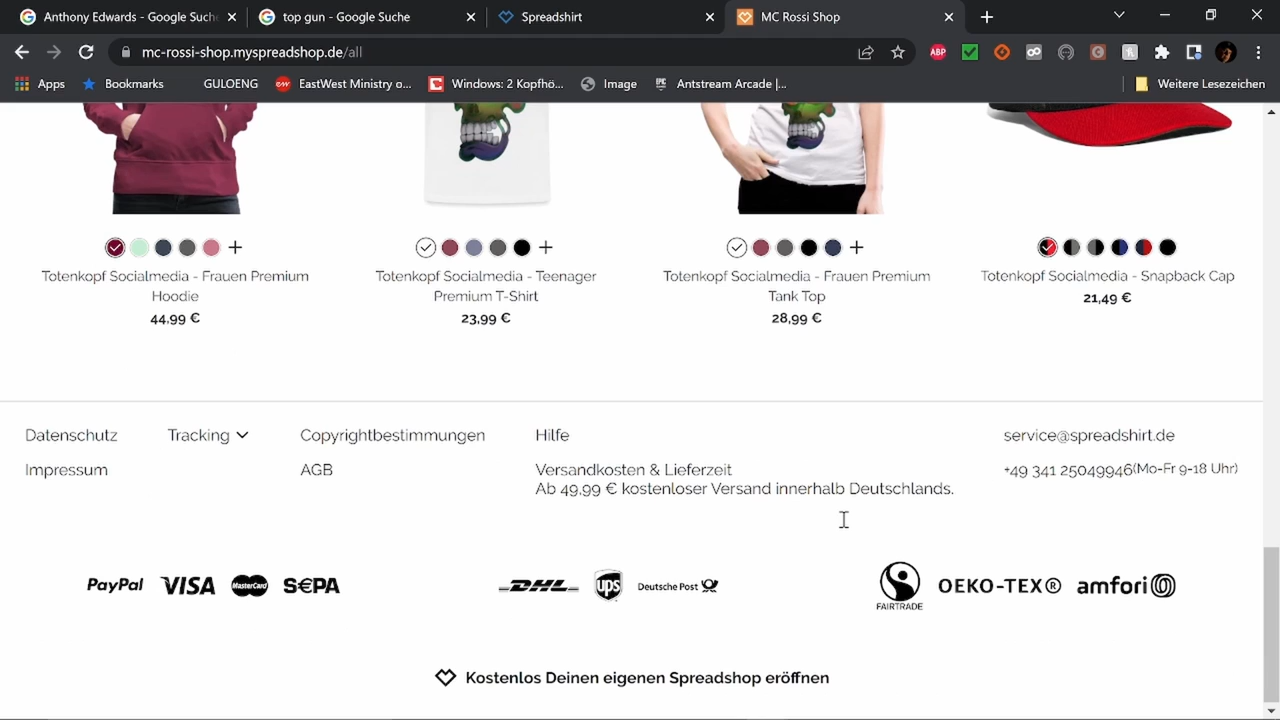 Anthony Edwards - Google Suche
top gun - Google Suche
Spreadshirt
MC Rossi Shop
mc-rossi-shop.myspreadshop.de/all
ABP
Apps
Bookmarks
GULOENG
EastWest Ministry o...
Windows: 2 Kopfhö...
Image
Antstream Arcade |...
Weitere Lesezeichen
Totenkopf Socialmedia - Frauen Premium
Hoodie
44,99 €
Totenkopf Socialmedia - Teenager
Premium T-Shirt
23,99 €
Totenkopf Socialmedia - Frauen Premium
Tank Top
28,99 €
Totenkopf Socialmedia - Snapback Cap
21,49 €
Datenschutz
Tracking
Copyrightbestimmungen
Hilfe
service@spreadshirt.de
Impressum
AGB
Versandkosten & Lieferzeit
Ab 49,99 € kostenloser Versand innerhalb Deutschlands.
+49 341 25049946(Mo-Fr 9-18 Uhr)
PayPal
VISA
MasterCard
S€PA
DHL
ups
Deutsche Post
FAIRTRADE
OEKO-TEX®
amfori
Kostenlos Deinen eigenen Spreadshop eröffnen